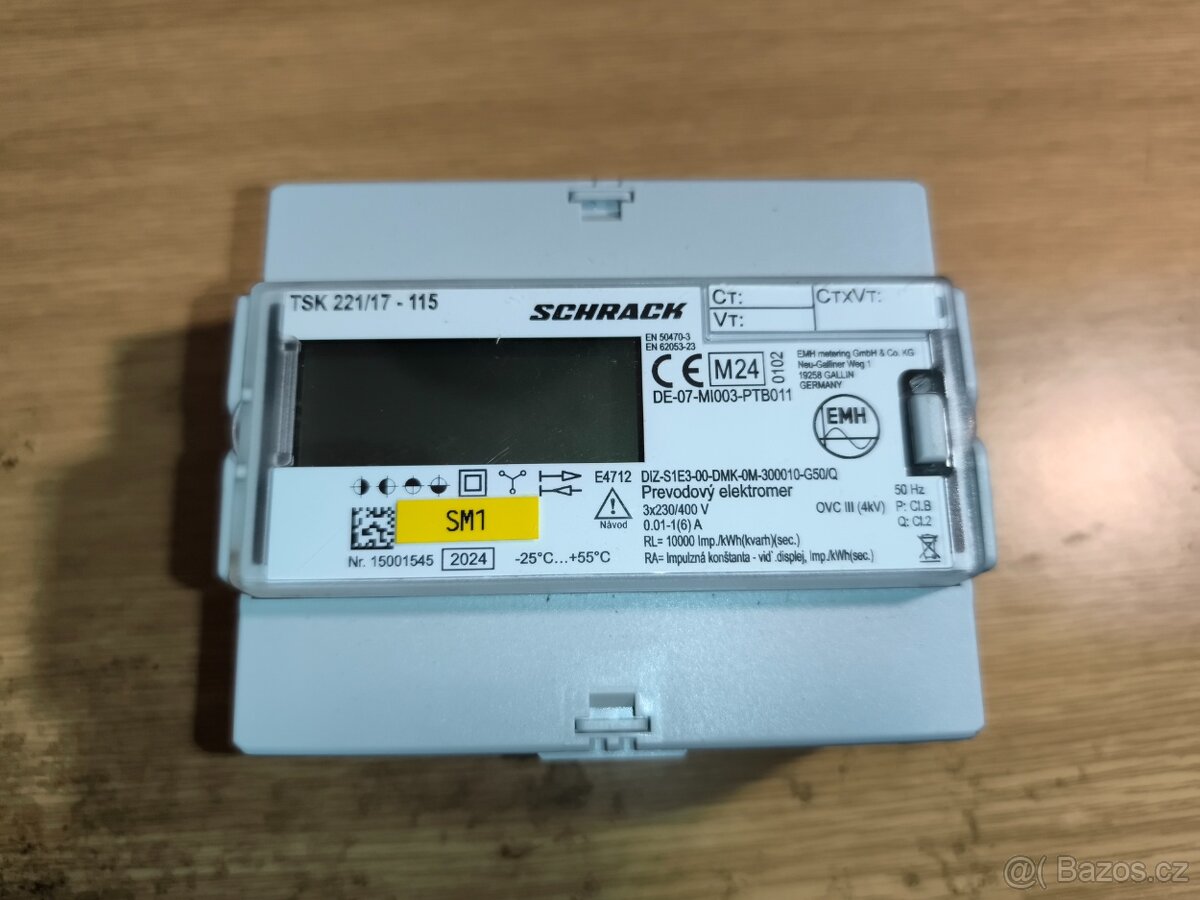 TSK 221/17 - 115
SCHRACK
CT:
CTxVT:
VT:
EN 50470-3
EN 62053-23
CE M24 0102
DE-07-MI003-PTB011
EMH metering GmbH & Co. KG
Neu-Galliner Weg 1
19258 GALLIN
GERMANY
EMH
E4712
DIZ-S1E3-00-DMK-0M-300010-G50/Q
Prevodový elektromer
3x230/400 V
0.01-1(6) A
RL= 10000 Imp./kWh(kvarh)(sec.)
RA= Impulzná konštanta - viď.displej, Imp./kWh(sec.)
Návod
OVC III (4kV)
50 Hz
P: Cl.B
Q: Cl.2
SM1
Nr. 15001545 2024 -25°C...+55°C
@( Bazos.cz